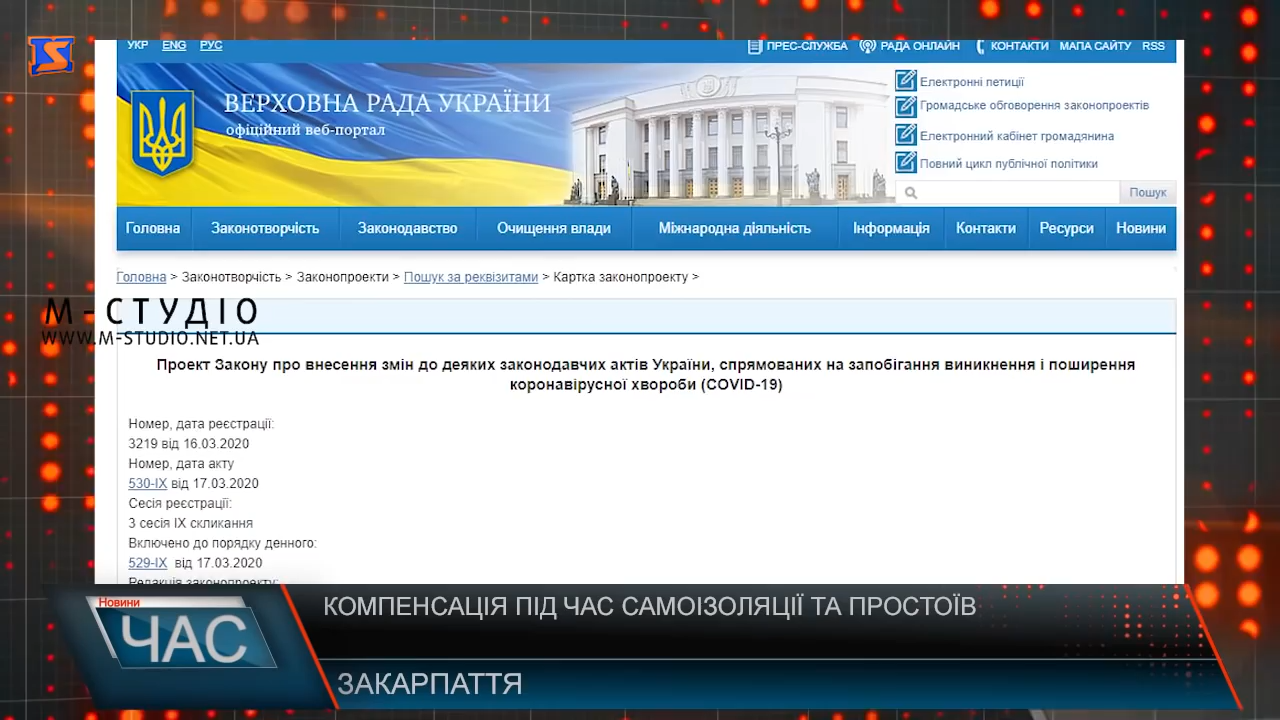 УКР ENG РУС
ПРЕС-СЛУЖБА РАДА ОНЛАЙН КОНТАКТИ МАПА САЙТУ RSS
ВЕРХОВНА РАДА УКРАЇНИ
офіційний веб-портал
Електронні петиції
Громадське обговорення законопроектів
Електронний кабінет громадянина
Повний цикл публічної політики
Пошук
Головна Законотворчість Законодавство Очищення влади Міжнародна діяльність Інформація Контакти Ресурси Новини
Головна > Законотворчість > Законопроекти > Пошук за реквізитами > Картка законопроекту >
М-СТУДІО
WWW.M-STUDIO.NET.UA
Проект Закону про внесення змін до деяких законодавчих актів України, спрямованих на запобігання виникнення і поширення
коронавірусної хвороби (COVID-19)
Номер, дата реєстрації:
3219 від 16.03.2020
Номер, дата акту
530-IX від 17.03.2020
Сесія реєстрації:
3 сесія IX скликання
Включено до порядку денного:
529-IX від 17.03.2020
Редакція законопроекту:
Новини
ЧАС
КОМПЕНСАЦІЯ ПІД ЧАС САМОІЗОЛЯЦІЇ ТА ПРОСТОЇВ
ЗАКАРПАТТЯ